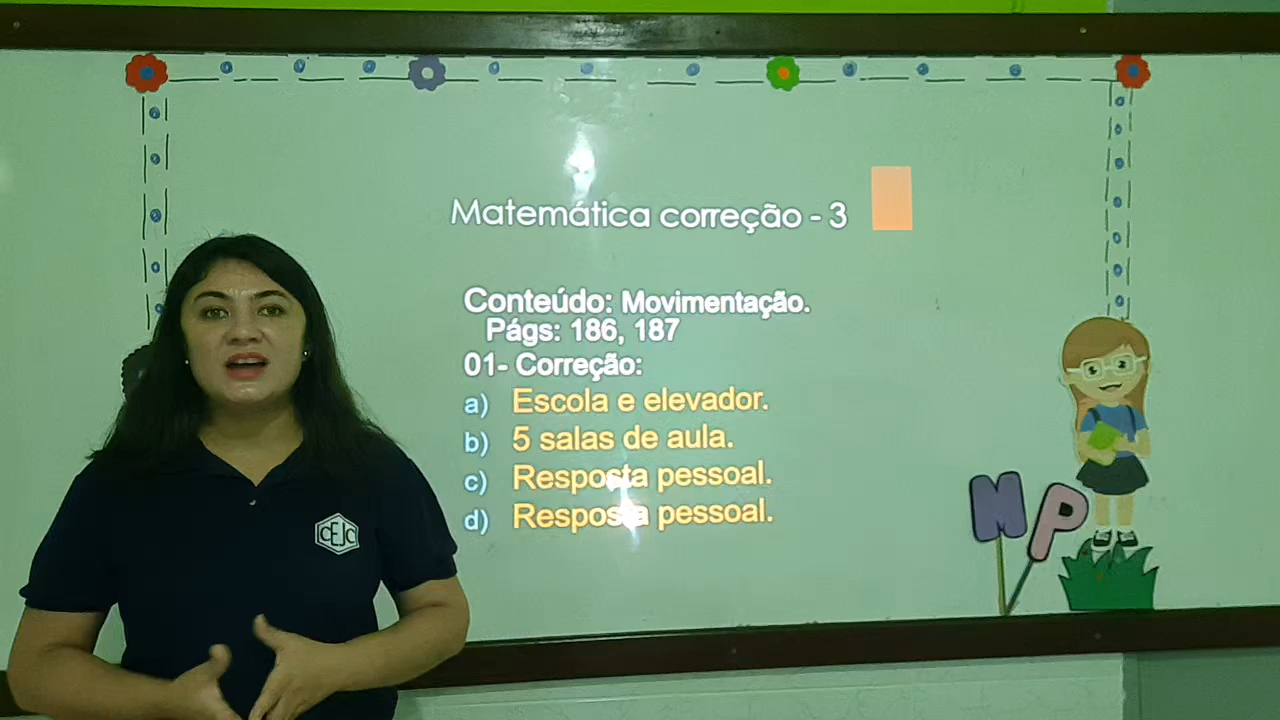 Matemática correção - 3
Conteúdo: Movimentação.
Págs: 186, 187
01- Correção:
a) Escola e elevador.
b) 5 salas de aula.
c) Resposta pessoal.
d) Resposta pessoal.
CEJC
M P